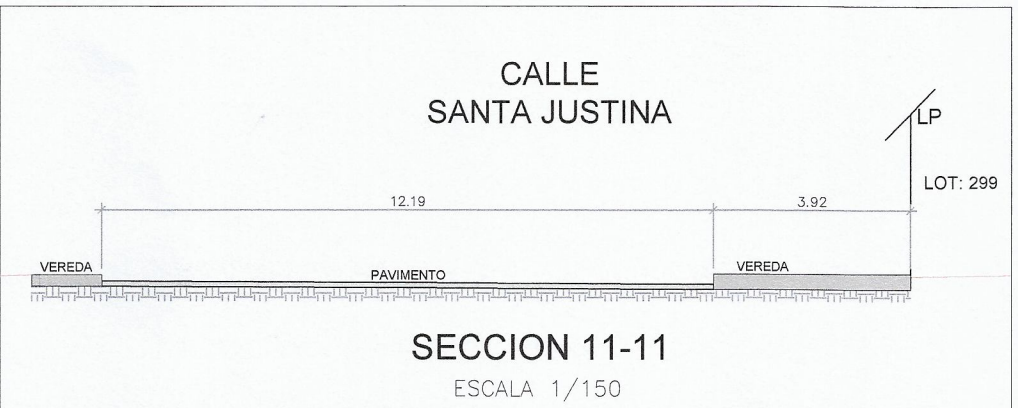 CALLE
SANTA JUSTINA
LP
LOT: 299
12.19
3.92
VEREDA
PAVIMENTO
VEREDA
SECCION 11-11
ESCALA 1/150